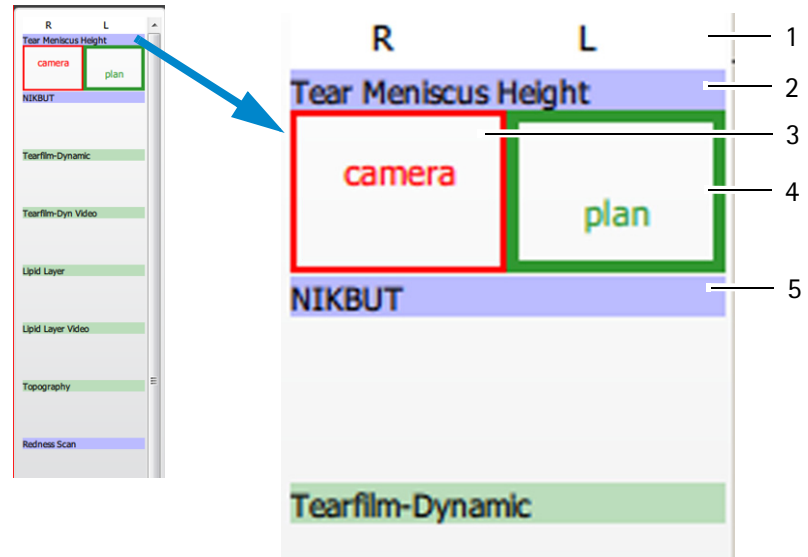 R L
Tear Meniscus Height
camera
plan
NIKBUT
Tearfilm-Dynamic
Tearfilm-Dyn Video
Lipid Layer
Lipid Layer Video
Topography
Redness Scan
R L
1
Tear Meniscus Height
2
3
camera
4
plan
NIKBUT
5
Tearfilm-Dynamic